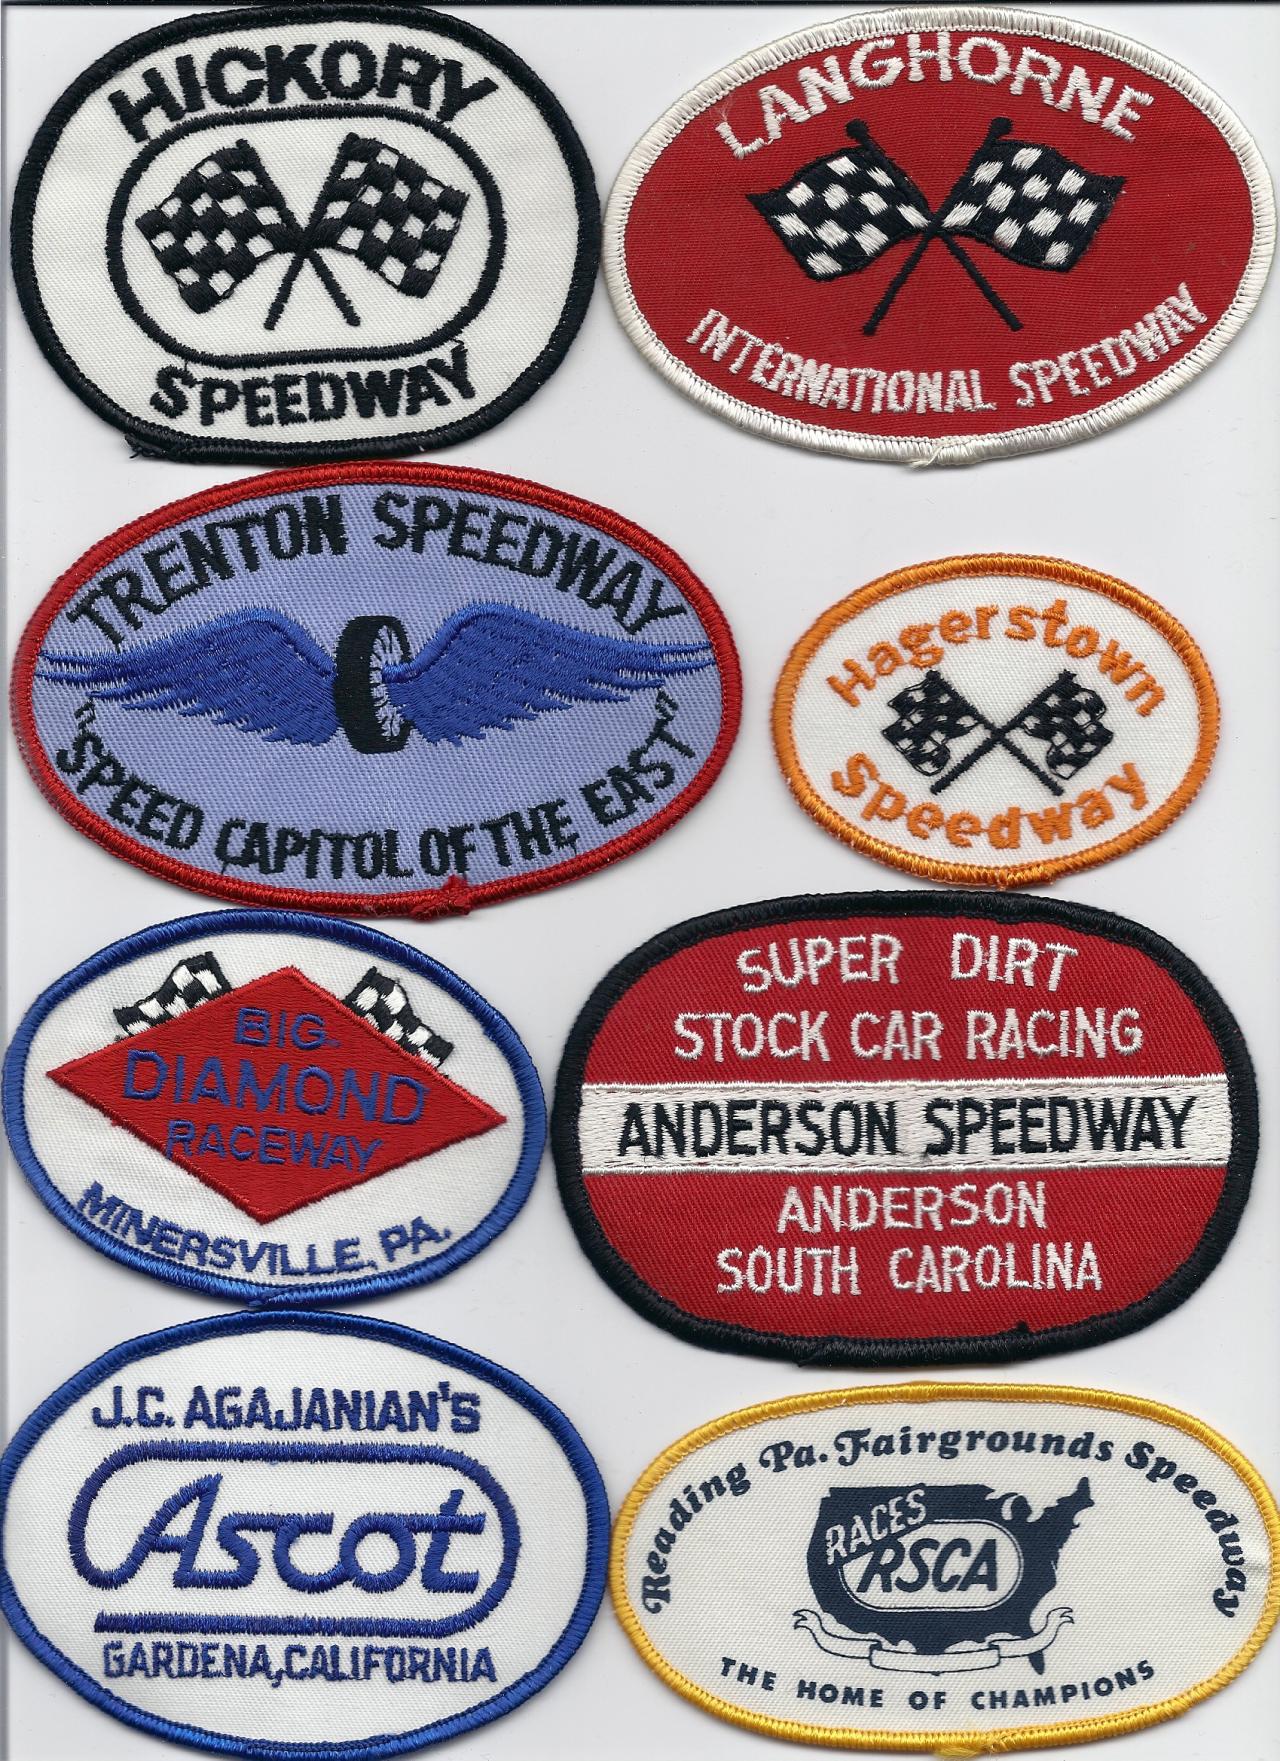 HICKORY
SPEEDWAY
LANGHORNE
INTERNATIONAL SPEEDWAY
TRENTON SPEEDWAY
"SPEED CAPITOL OF THE EAST"
Hagerstown
Speedway
BIG
DIAMOND
RACEWAY
MINERSVILLE, PA.
SUPER DIRT
STOCK CAR RACING
ANDERSON SPEEDWAY
ANDERSON
SOUTH CAROLINA
J.C. AGAJANIAN'S
Ascot
GARDENA, CALIFORNIA
Reading Pa. Fairgrounds Speedway
RACES
RSCA
THE HOME OF CHAMPIONS